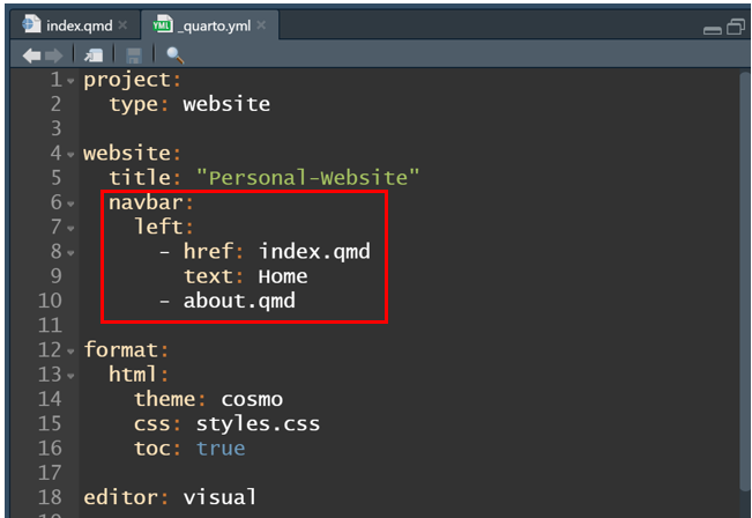 index.qmd _quarto.yml
1 project:
2 type: website
3
4 website:
5 title: "Personal-Website"
6 navbar:
7 left:
8 - href: index.qmd
9 text: Home
10 - about.qmd
11
12 format:
13 html:
14 theme: cosmo
15 css: styles.css
16 toc: true
17
18 editor: visual